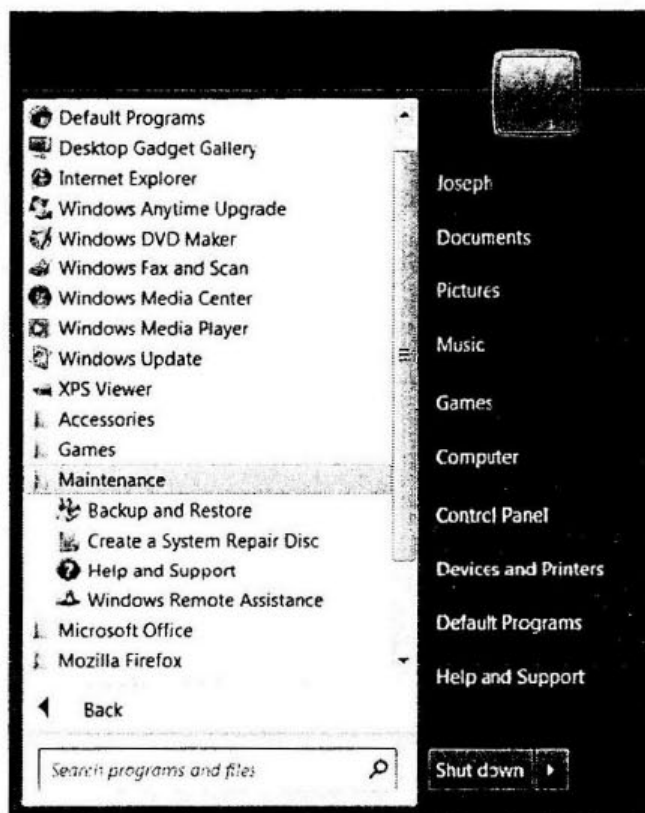 Default Programs
Desktop Gadget Gallery
Internet Explorer
Windows Anytime Upgrade
Windows DVD Maker
Windows Fax and Scan
Windows Media Center
Windows Media Player
Windows Update
XPS Viewer
Accessories
Games
Maintenance
Backup and Restore
Create a System Repair Disc
Help and Support
Windows Remote Assistance
Microsoft Office
Mozilla Firefox
Back
Search programs and files
Joseph
Documents
Pictures
Music
Games
Computer
Control Panel
Devices and Printers
Default Programs
Help and Support
Shut down